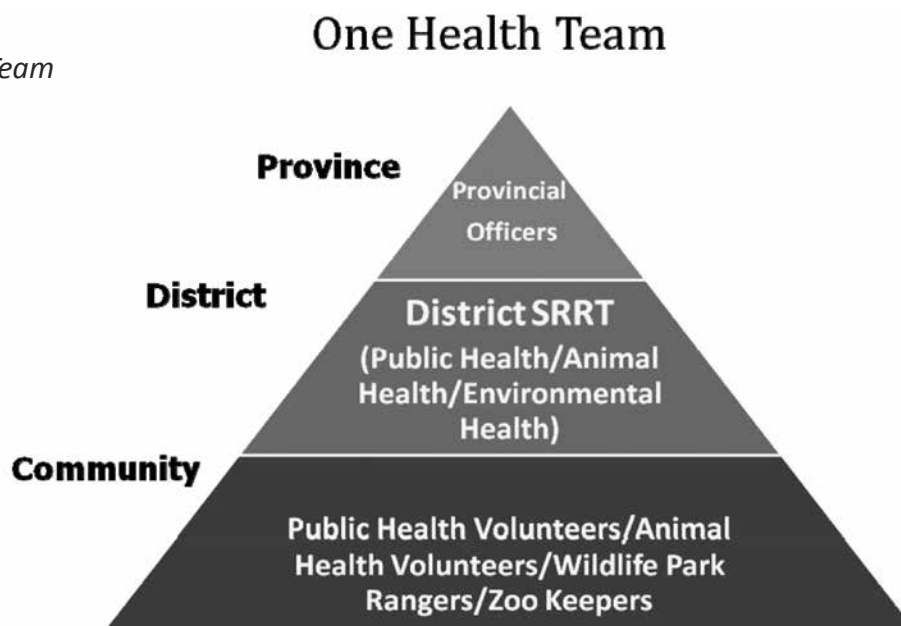 One Health Team
Team
Province
Provincial
Officers
District
District SRRT
(Public Health/Animal
Health/Environmental
Health)
Community
Public Health Volunteers/Animal
Health Volunteers/Wildlife Park
Rangers/Zoo Keepers